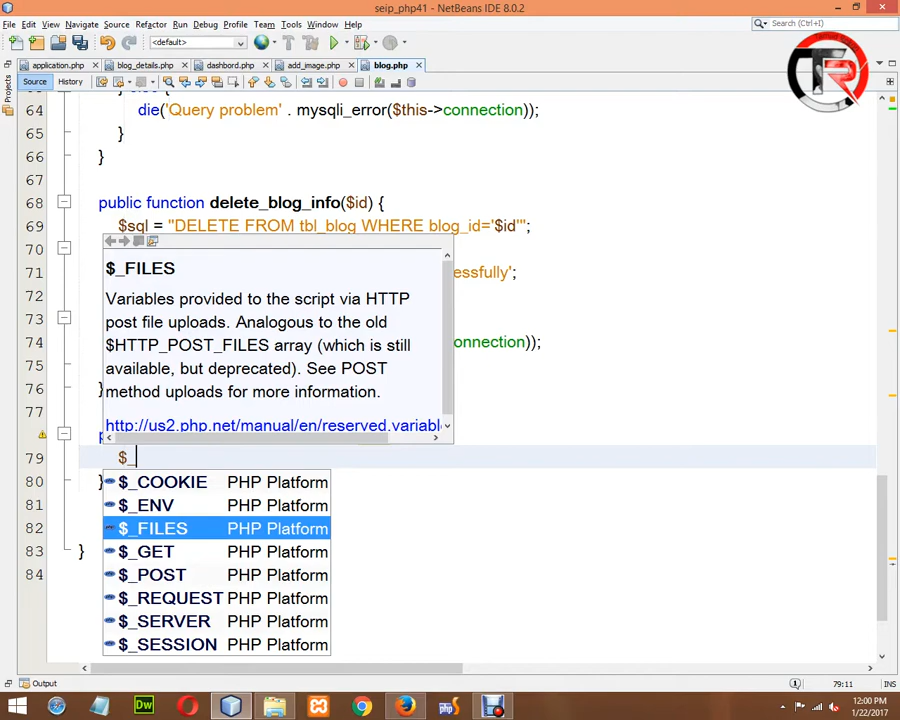 seip_php41 - NetBeans IDE 8.0.2
File Edit View Navigate Source Refactor Run Debug Profile Team Tools Window Help
Search (Ctrl+I)
<default>
application.php blog_details.php dashbord.php add_image.php blog.php
Source History
Projects
64 die('Query problem' . mysqli_error($this->connection));
65 }
66 }
67
68 public function delete_blog_info($id) {
69 $sql = "DELETE FROM tbl_blog WHERE blog_id='$id'";
70
71 essfully';
72
73
74 onnection));
75
76 }
77
$_FILES
Variables provided to the script via HTTP
post file uploads. Analogous to the old
$HTTP_POST_FILES array (which is still
available, but deprecated). See POST
method uploads for more information.
http://us2.php.net/manual/en/reserved.variabl
79 $_
80 }
81
82
83 }
84
$_COOKIE PHP Platform
$_ENV PHP Platform
$_FILES PHP Platform
$_GET PHP Platform
$_POST PHP Platform
$_REQUEST PHP Platform
$_SERVER PHP Platform
$_SESSION PHP Platform
Output
79:11 INS
Dw
php
12:00 PM
1/22/2017